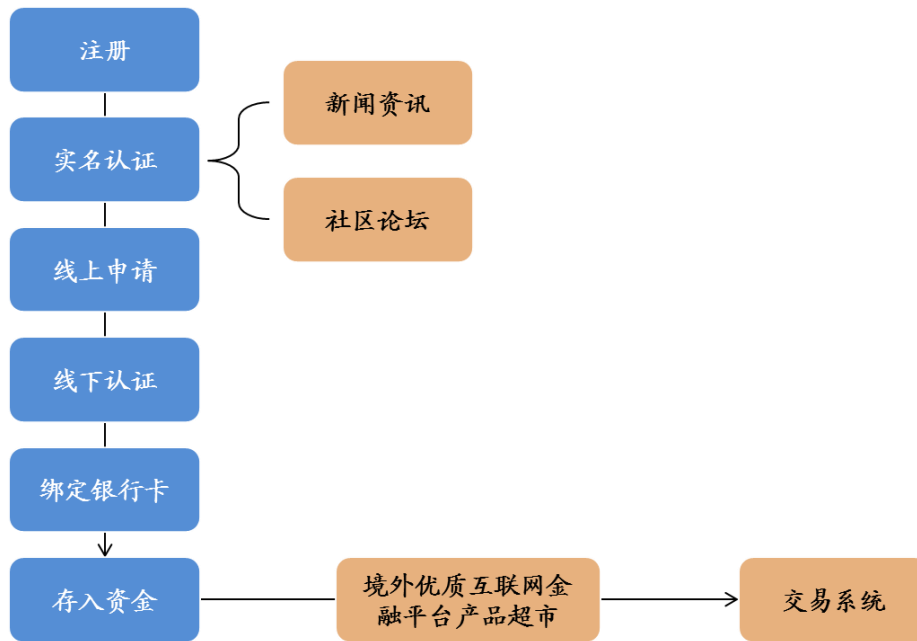 注册
新闻资讯
实名认证
社区论坛
线上申请
线下认证
绑定银行卡
存入资金
境外优质互联网金
融平台产品超市
交易系统